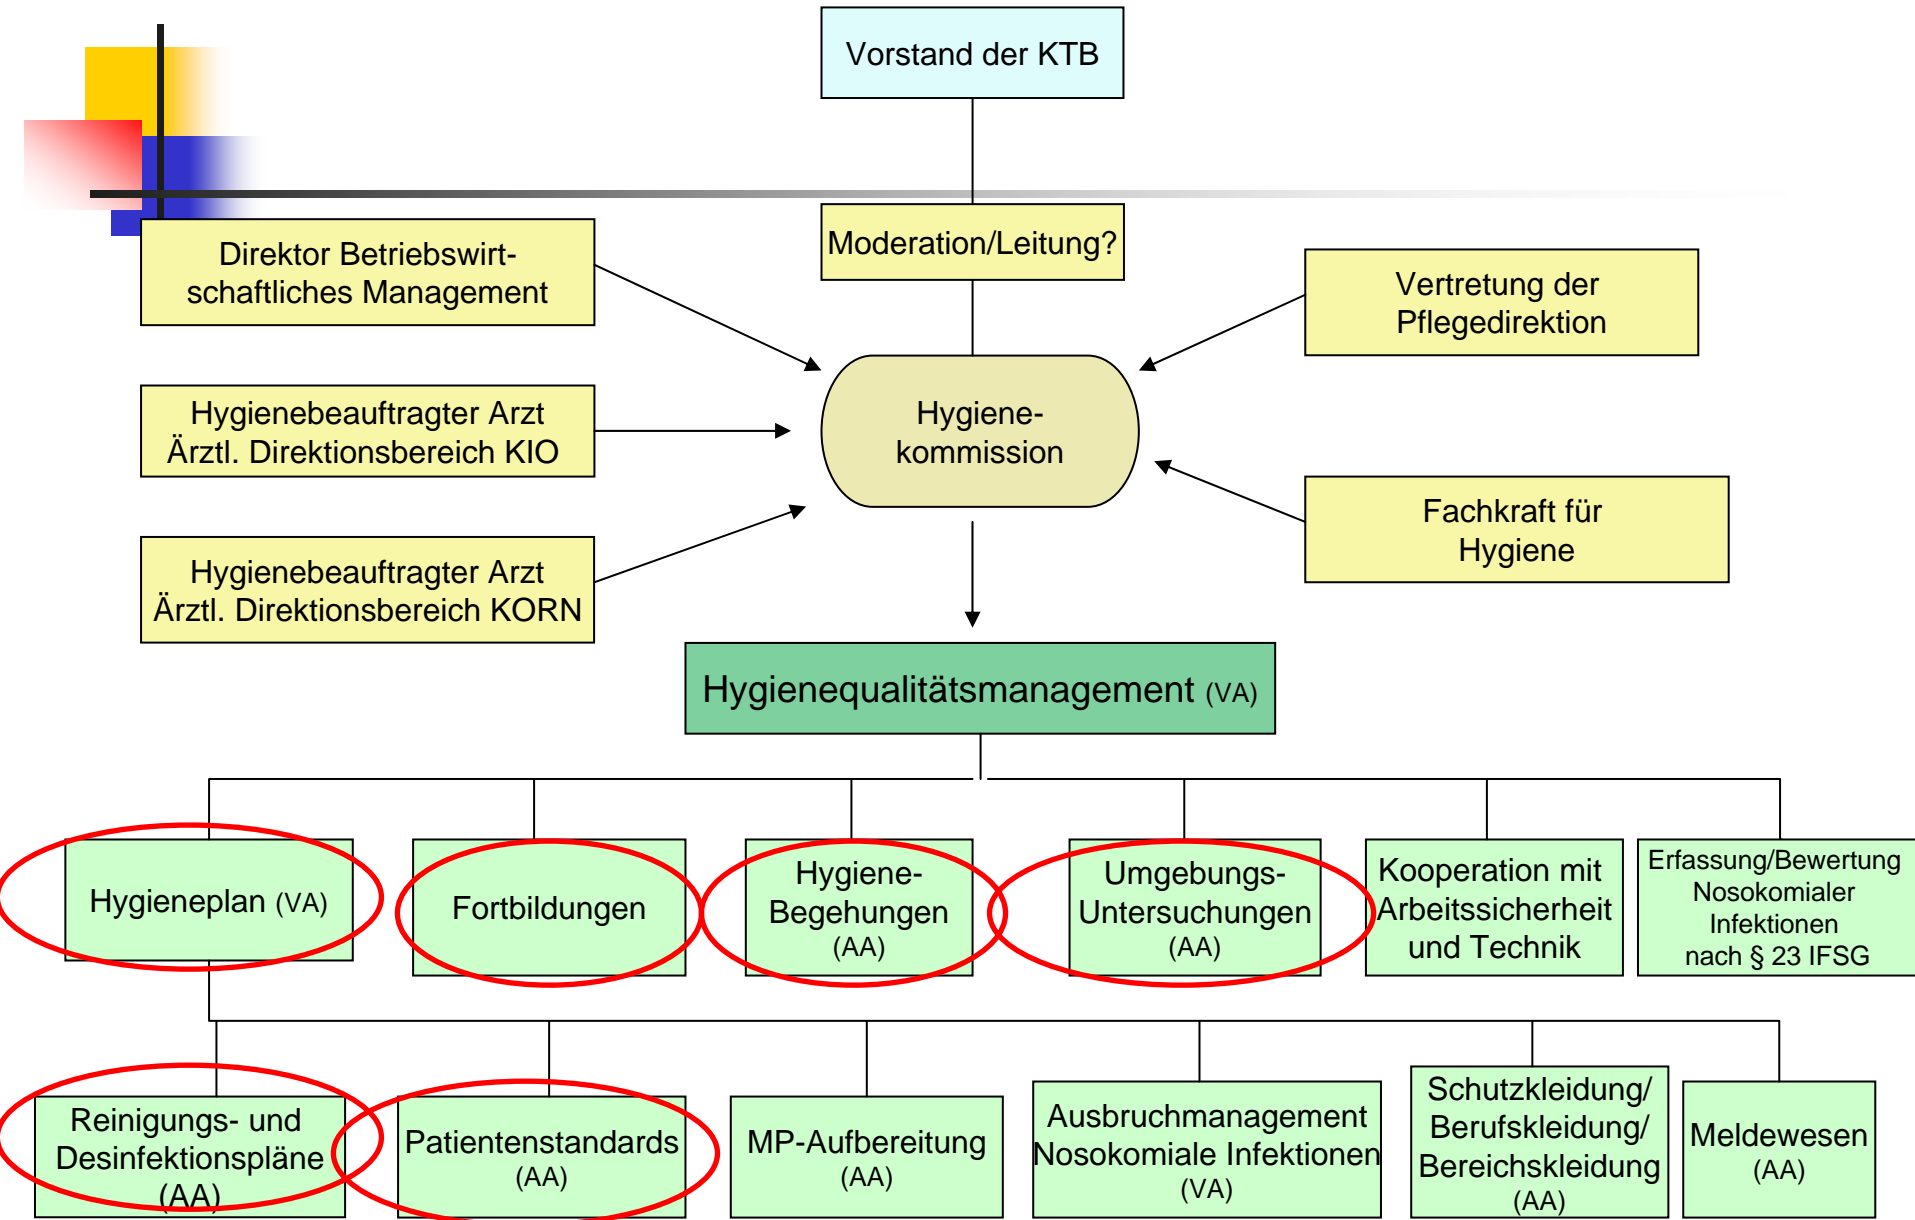 Vorstand der KTB
Moderation/Leitung?
Direktor Betriebswirt-
schaftliches Management
Vertretung der
Pflegedirektion
Hygienebeauftragter Arzt
Ärztl. Direktionsbereich KIO
Hygiene-
kommission
Fachkraft für
Hygiene
Hygienebeauftragter Arzt
Ärztl. Direktionsbereich KORN
Hygienequalitätsmanagement (VA)
Hygieneplan (VA)
Fortbildungen
Hygiene-
Begehungen
(AA)
Umgebungs-
Untersuchungen
(AA)
Kooperation mit
Arbeitssicherheit
und Technik
Erfassung/Bewertung
Nosokomialer
Infektionen
nach § 23 IFSG
Reinigungs- und
Desinfektionspläne
(AA)
Patientenstandards
(AA)
MP-Aufbereitung
(AA)
Ausbruchmanagement
Nosokomiale Infektionen
(VA)
Schutzkleidung/
Berufskleidung/
Bereichskleidung
(AA)
Meldewesen
(AA)